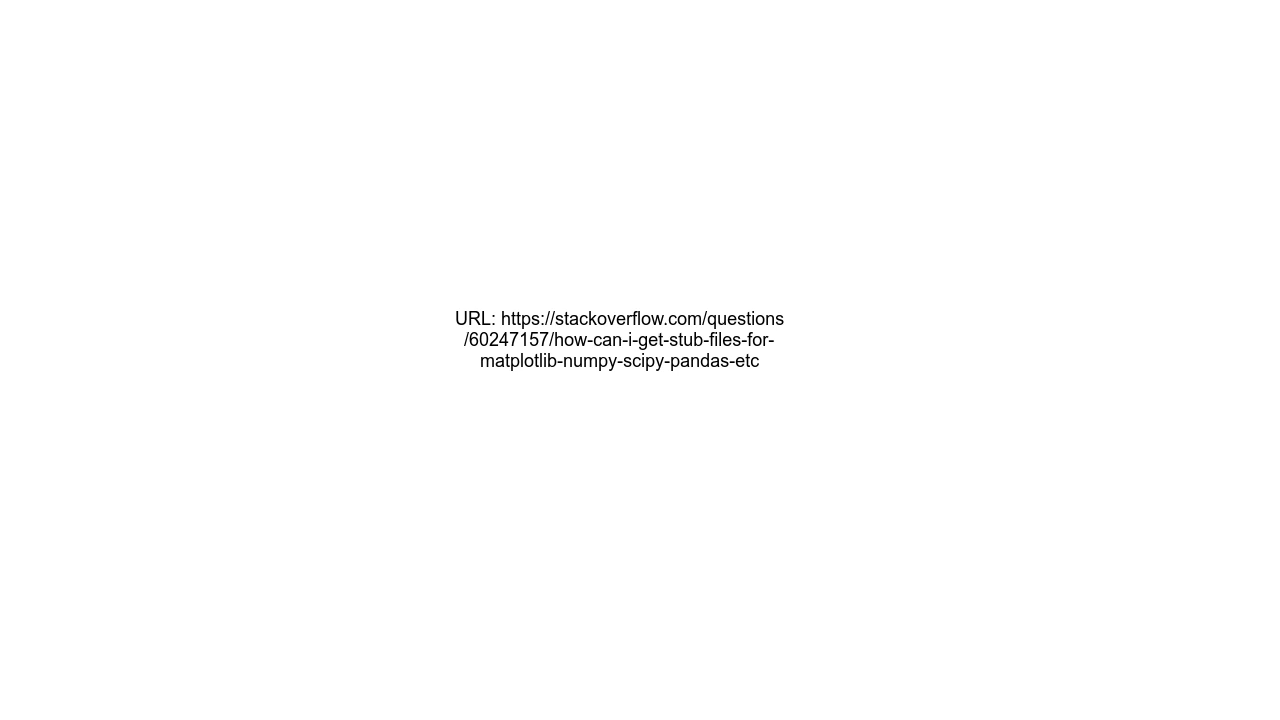 URL: https://stackoverflow.com/questions
/60247157/how-can-i-get-stub-files-for-
matplotlib-numpy-scipy-pandas-etc